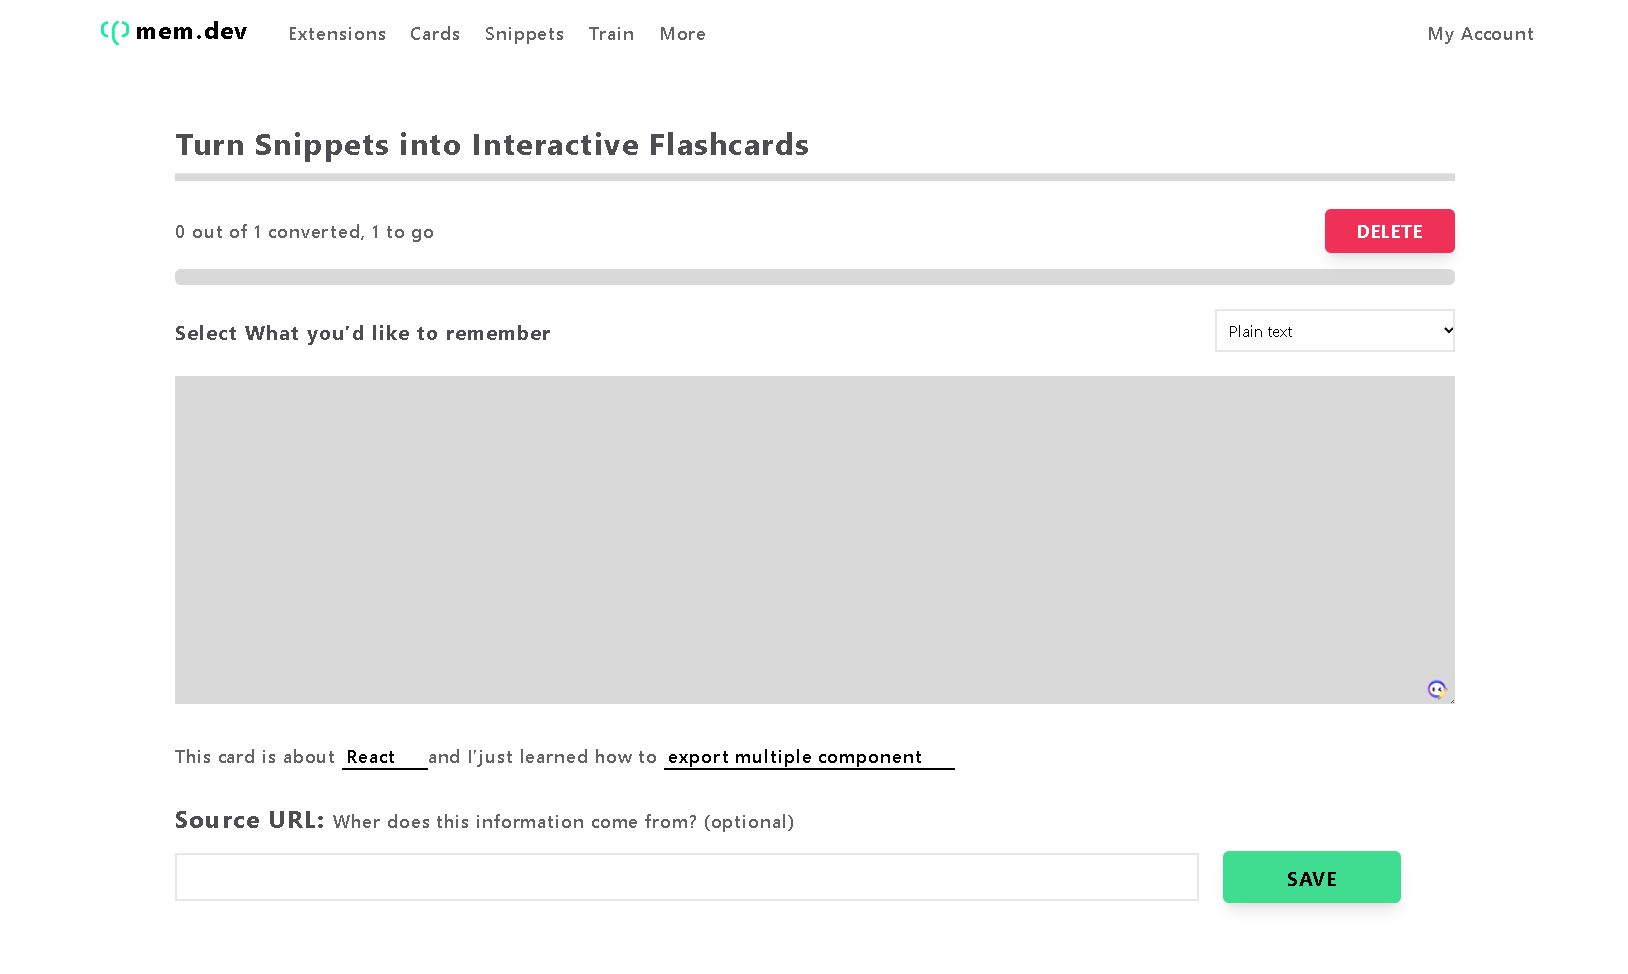 mem.dev Extensions Cards Snippets Train More My Account
Turn Snippets into Interactive Flashcards
0 out of 1 converted, 1 to go DELETE
Select What you'd like to remember Plain text
This card is about React and I'just learned how to export multiple component
Source URL: Wher does this information come from? (optional)
SAVE